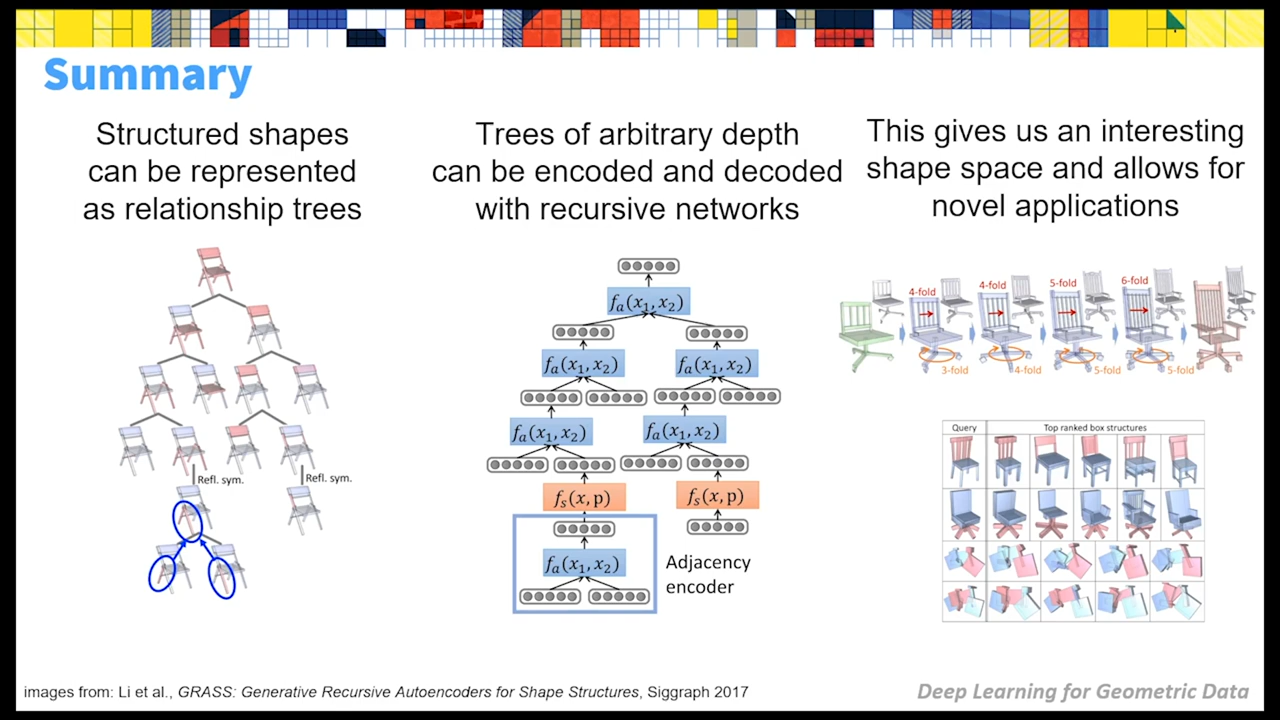 Summary
Structured shapes
can be represented
as relationship trees
Refl. sym.
Refl. sym.
Trees of arbitrary depth
can be encoded and decoded
with recursive networks
fₐ(x₁, x₂)
fₐ(x₁, x₂)
fₐ(x₁, x₂)
fₐ(x₁, x₂)
fₐ(x₁, x₂)
fₛ(x, p)
fₛ(x, p)
fₐ(x₁, x₂)
Adjacency
encoder
This gives us an interesting
shape space and allows for
novel applications
4-fold
4-fold
5-fold
6-fold
3-fold
4-fold
5-fold
5-fold
Query
Top ranked box structures
images from: Li et al., GRASS: Generative Recursive Autoencoders for Shape Structures, Siggraph 2017
Deep Learning for Geometric Data